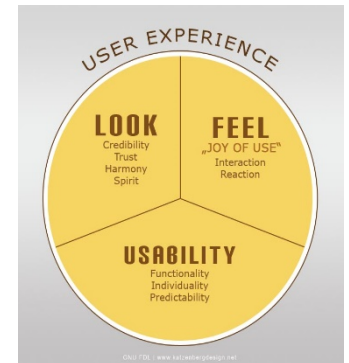 USER EXPERIENCE
LOOK
Credibility
Trust
Harmony
Spirit
FEEL
„JOY OF USE“
Interaction
Reaction
USABILITY
Functionality
Individuality
Predictability